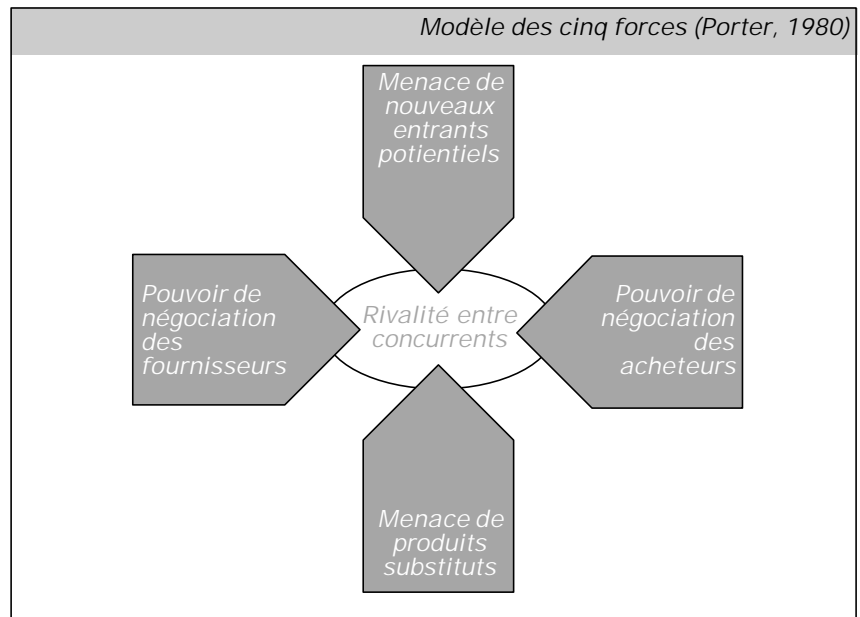 Modèle des cinq forces (Porter, 1980)
Menace de
nouveaux
entrants
potientiels
Pouvoir de
négociation
des
fournisseurs
Rivalité entre
concurrents
Pouvoir de
négociation
des
acheteurs
Menace de
produits
substituts